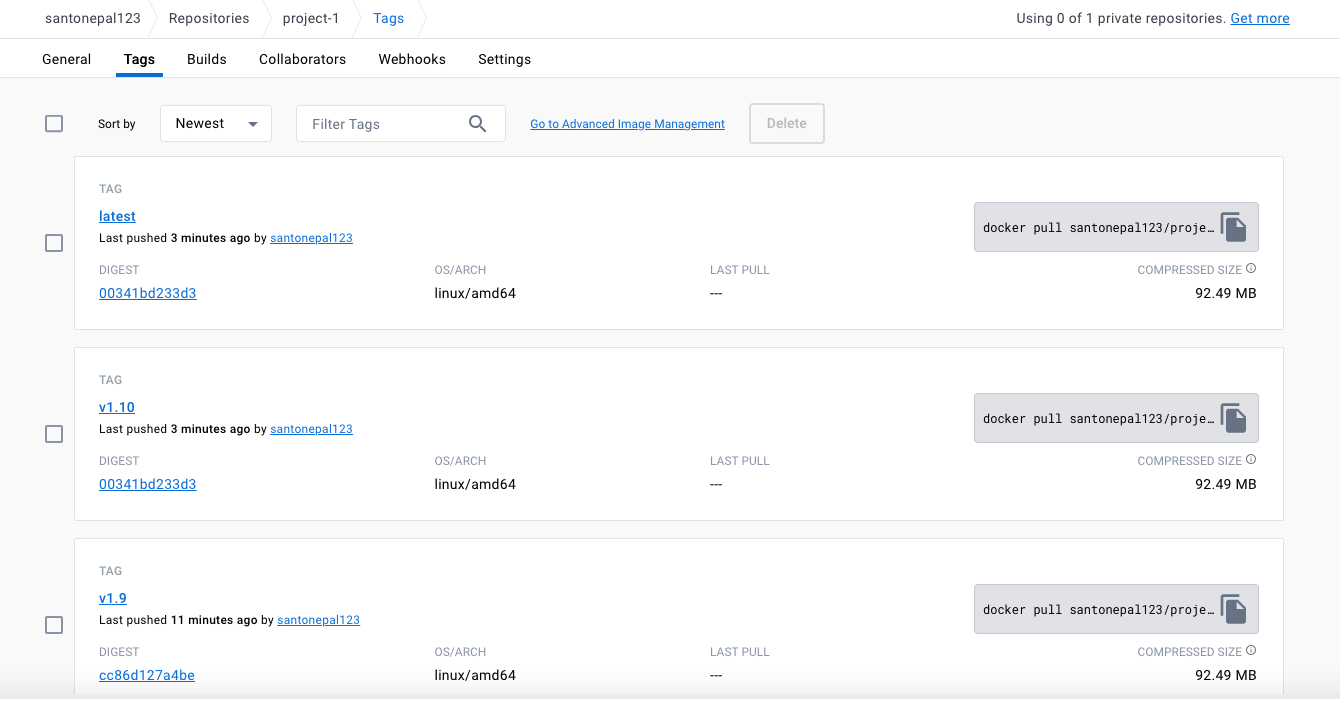 santonepal123 Repositories project-1 Tags Using 0 of 1 private repositories. Get more
General Tags Builds Collaborators Webhooks Settings
Sort by Newest Filter Tags Go to Advanced Image Management Delete
TAG
latest
Last pushed 3 minutes ago by santonepal123
docker pull santonepal123/proje…
DIGEST OS/ARCH LAST PULL COMPRESSED SIZE
00341bd233d3 linux/amd64 --- 92.49 MB
TAG
v1.10
Last pushed 3 minutes ago by santonepal123
docker pull santonepal123/proje…
DIGEST OS/ARCH LAST PULL COMPRESSED SIZE
00341bd233d3 linux/amd64 --- 92.49 MB
TAG
v1.9
Last pushed 11 minutes ago by santonepal123
docker pull santonepal123/proje…
DIGEST OS/ARCH LAST PULL COMPRESSED SIZE
cc86d127a4be linux/amd64 --- 92.49 MB